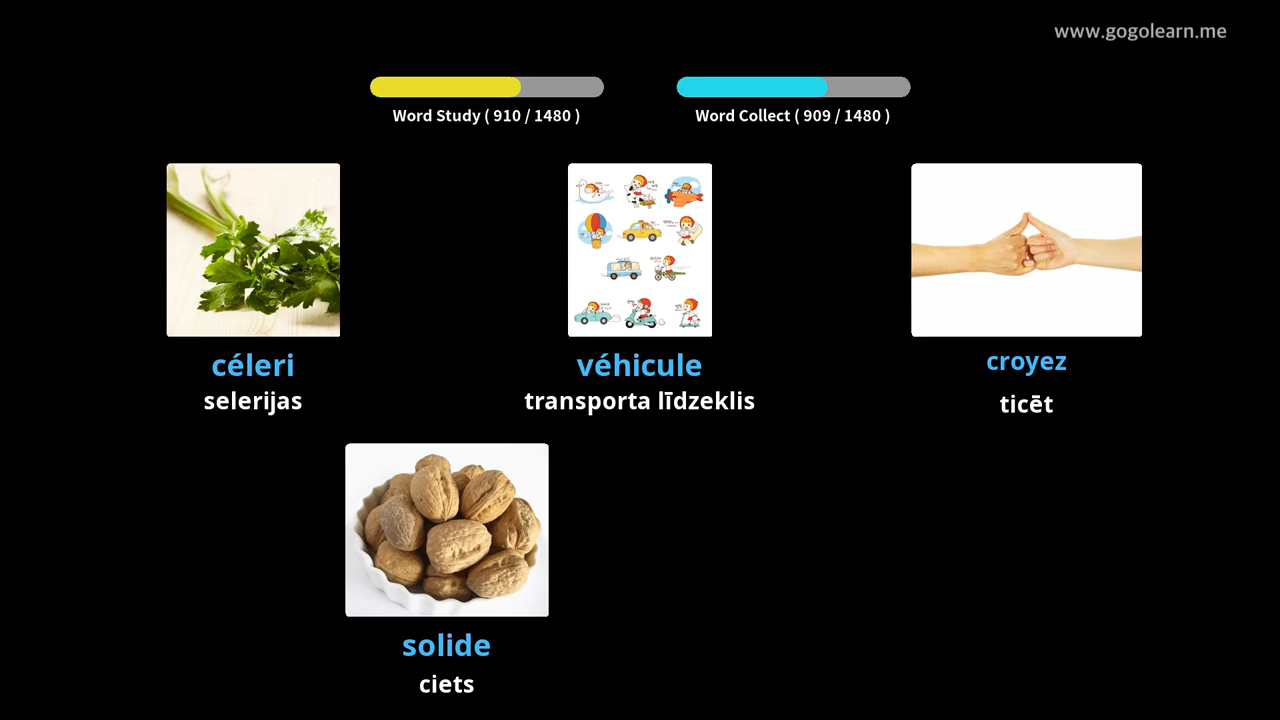 www.gogolearn.me
Word Study ( 910 / 1480 )
Word Collect ( 909 / 1480 )
céleri
selerijas
véhicule
transporta līdzeklis
croyez
ticēt
solide
ciets